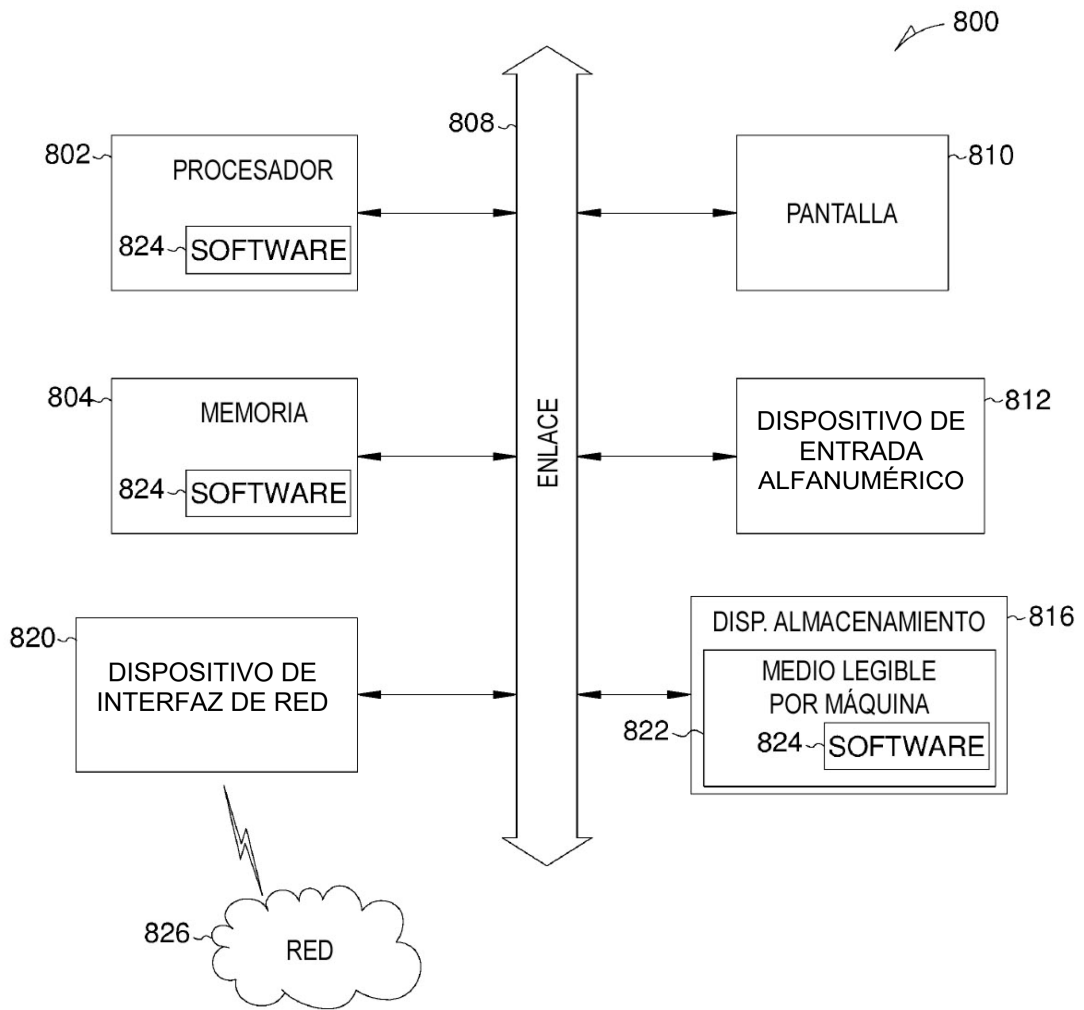 800
808
802
PROCESADOR
824
SOFTWARE
810
PANTALLA
804
MEMORIA
824
SOFTWARE
ENLACE
812
DISPOSITIVO DE
ENTRADA
ALFANUMÉRICO
820
DISPOSITIVO DE
INTERFAZ DE RED
816
DISP. ALMACENAMIENTO
MEDIO LEGIBLE
POR MÁQUINA
822
824
SOFTWARE
826
RED